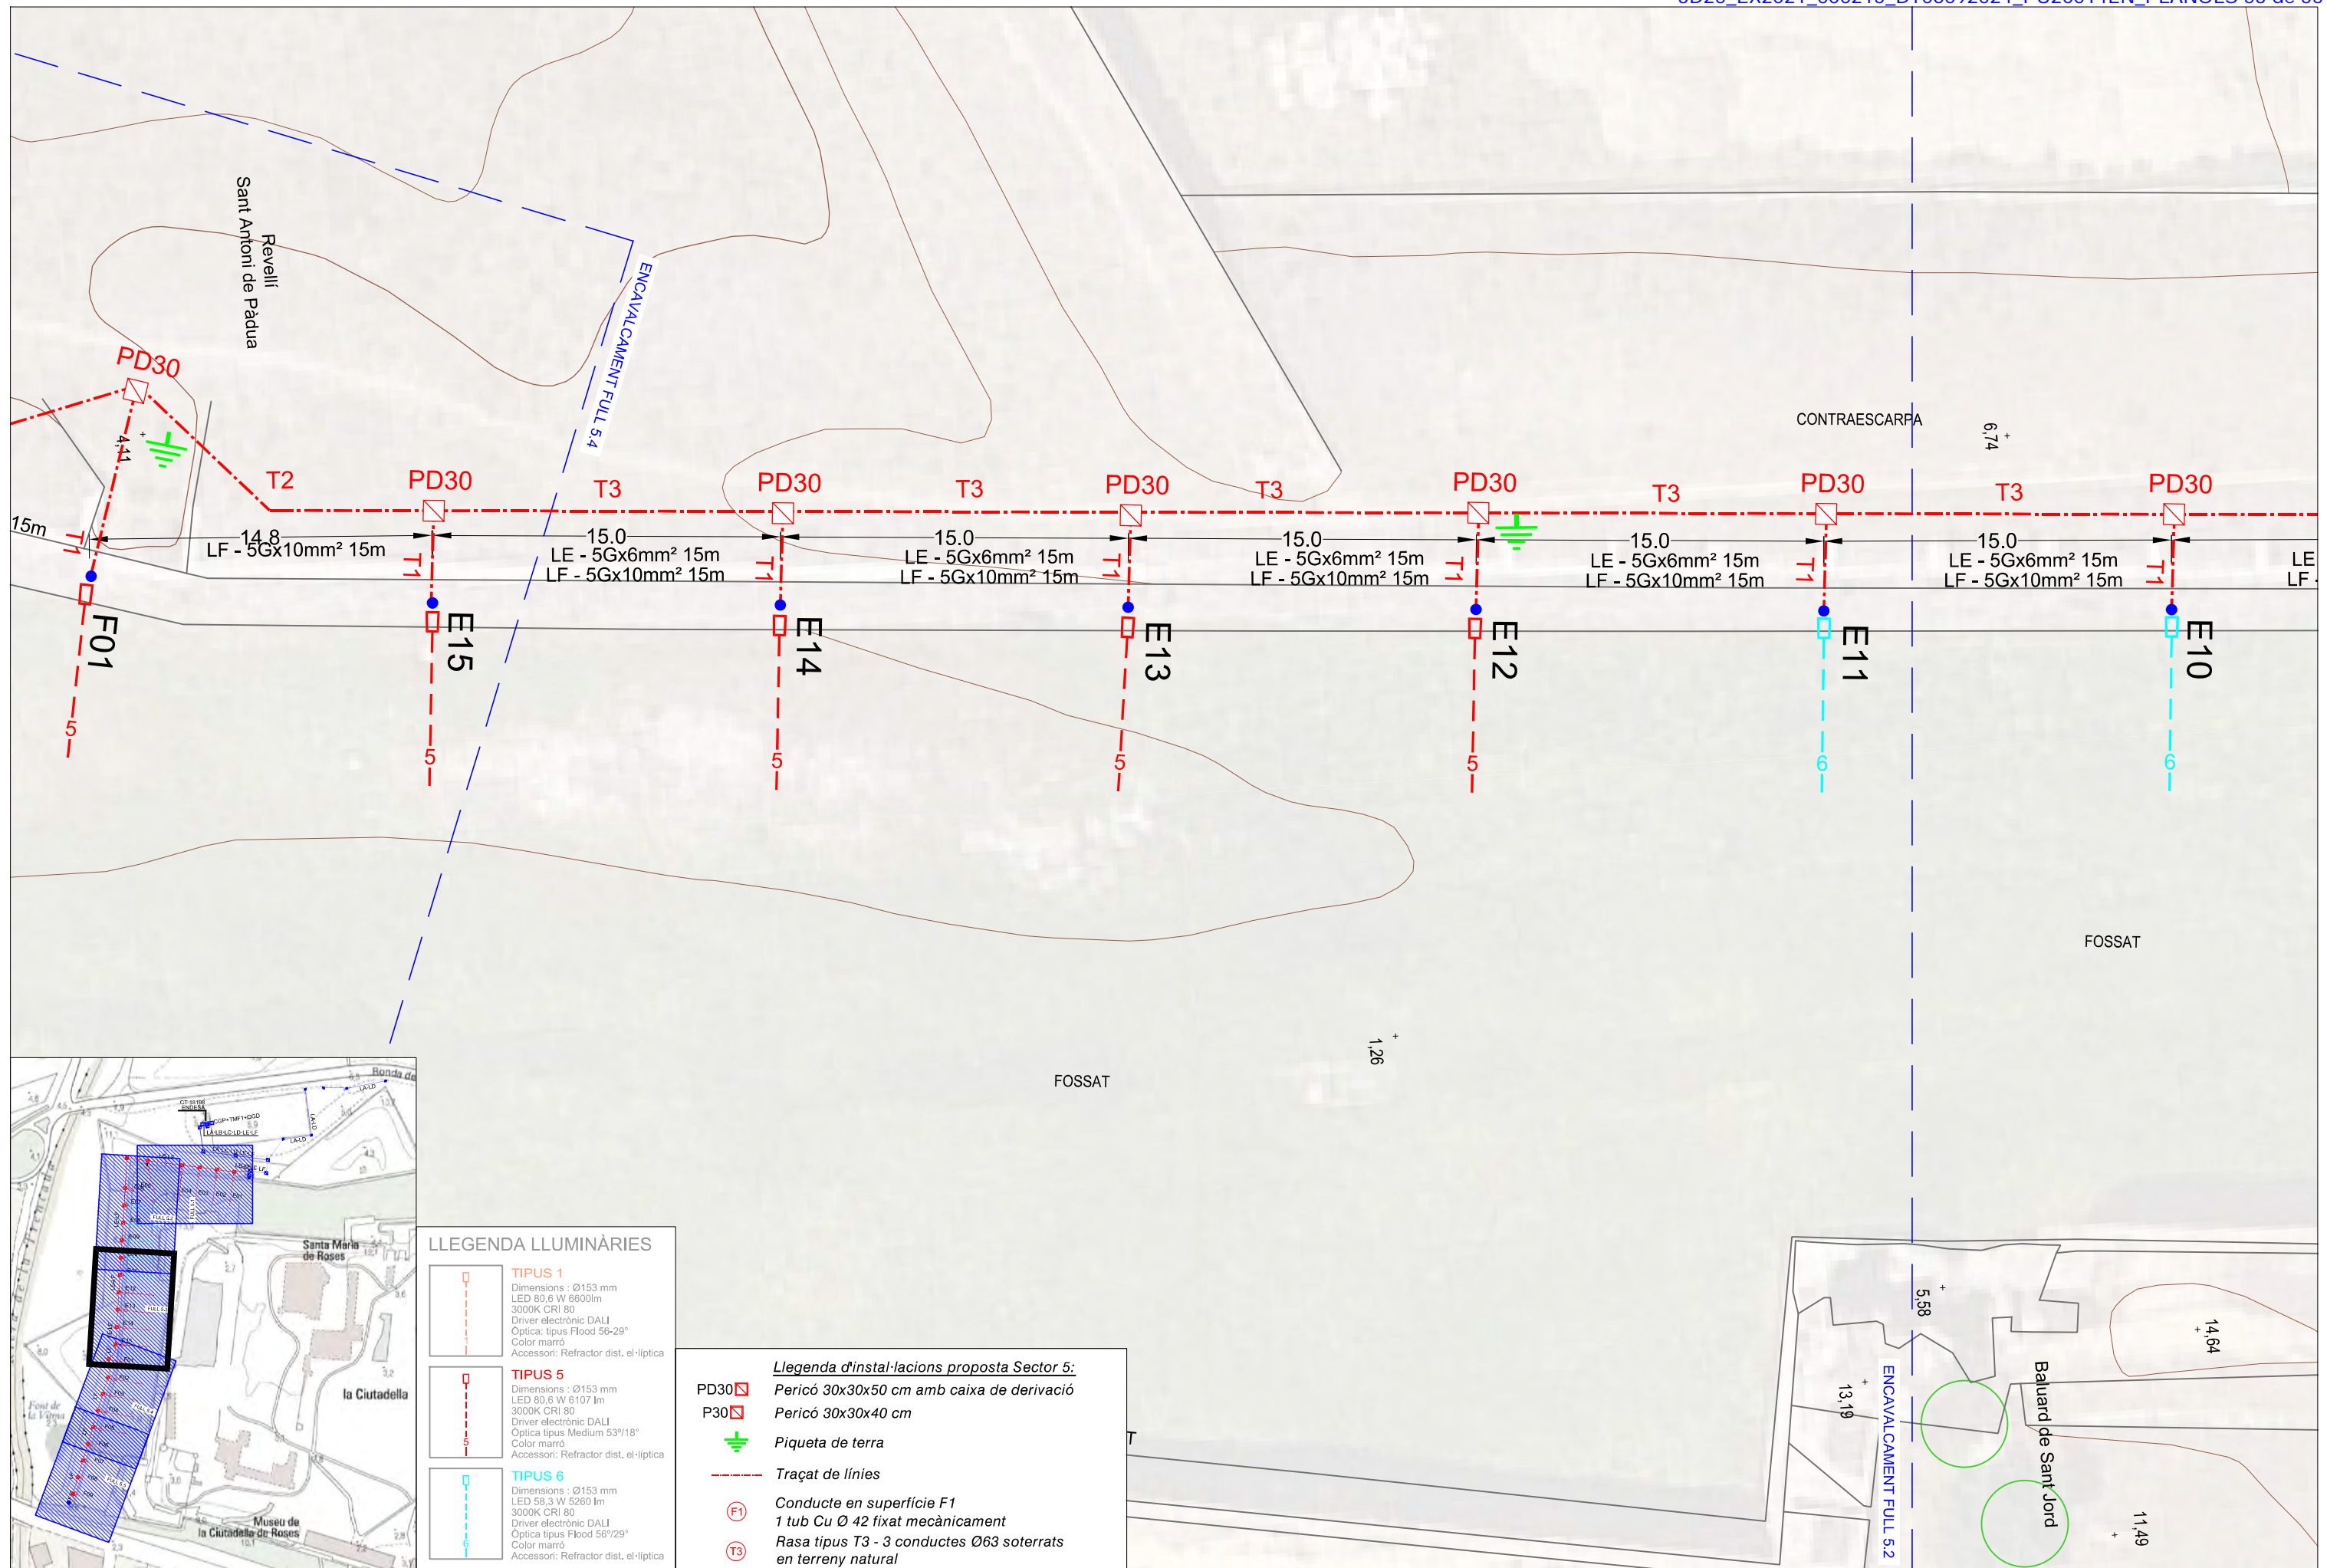 Revellí
Sant Antoni de Pàdua
ENCAVALCAMENT FULL 5.4
CONTRAESCARPA
6,74
PD30
4,11
T2
PD30
T3
PD30
T3
PD30
T3
PD30
T3
PD30
T3
PD30
15m
T1
14.8
LF - 5Gx10mm² 15m
T1
15.0
LE - 5Gx6mm² 15m
LF - 5Gx10mm² 15m
T1
15.0
LE - 5Gx6mm² 15m
LF - 5Gx10mm² 15m
T1
15.0
LE - 5Gx6mm² 15m
LF - 5Gx10mm² 15m
T1
15.0
LE - 5Gx6mm² 15m
LF - 5Gx10mm² 15m
T1
15.0
LE - 5Gx6mm² 15m
LF - 5Gx10mm² 15m
T1
LE
LF -
F01
E15
E14
E13
E12
E11
E10
5
5
5
5
5
6
6
FOSSAT
FOSSAT
1,26
5,58
14,64
13,19
11,49
Baluard de Sant Jord
ENCAVALCAMENT FULL 5.2
T
Ronda de
Santa Maria
de Roses
la Ciutadella
Font de
la Vitrna
Museu de
la Ciutadella de Roses
LLEGENDA LLUMINÀRIES
TIPUS 1
Dimensions : Ø153 mm
LED 80,6 W 6600lm
3000K CRI 80
Driver electrònic DALI
Òptica: tipus Flood 56-29°
Color marró
Accessori: Refractor dist. el·líptica
5
TIPUS 5
Dimensions : Ø153 mm
LED 80,6 W 6107 lm
3000K CRI 80
Driver electrònic DALI
Òptica tipus Medium 53°/18°
Color marró
Accessori: Refractor dist. el·líptica
6
TIPUS 6
Dimensions : Ø153 mm
LED 58,3 W 5260 lm
3000K CRI 80
Driver electrònic DALI
Òptica tipus Flood 56°/29°
Color marró
Accessori: Refractor dist. el·líptica
Llegenda d'instal·lacions proposta Sector 5:
PD30 Pericó 30x30x50 cm amb caixa de derivació
P30 Pericó 30x30x40 cm
Piqueta de terra
Traçat de línies
F1 Conducte en superfície F1
1 tub Cu Ø 42 fixat mecànicament
T3 Rasa tipus T3 - 3 conductes Ø63 soterrats
en terreny natural